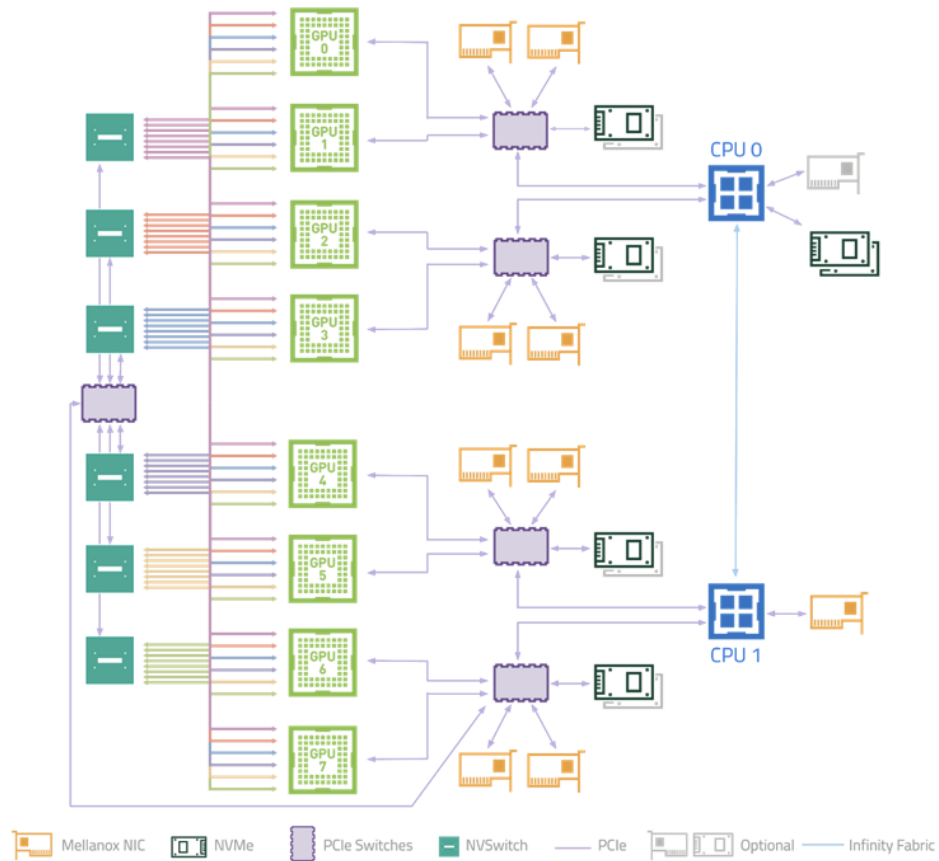 GPU
0
GPU
1
CPU 0
GPU
2
GPU
3
GPU
4
GPU
5
CPU 1
GPU
6
GPU
7
Mellanox NIC
NVMe
PCIe Switches
NVSwitch
PCIe
Optional
Infinity Fabric